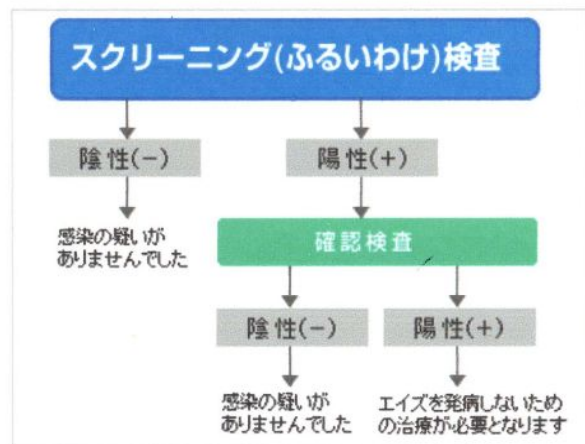 スクリーニング(ふるいわけ)検査
陰性(−)
陽性(+)
感染の疑いが
ありませんでした
確認検査
陰性(−)
陽性(+)
感染の疑いが
ありませんでした
エイズを発病しないため
の治療が必要となります